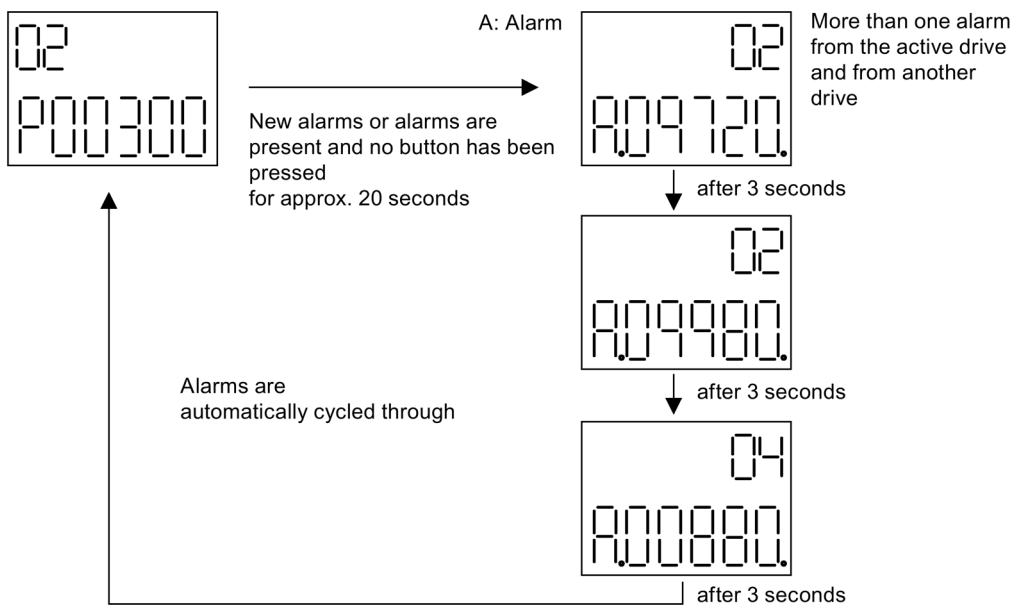 02
P00300
New alarms or alarms are
present and no button has been
pressed
for approx. 20 seconds
A: Alarm
02
A.09720.
More than one alarm
from the active drive
and from another
drive
after 3 seconds
02
A.09980.
after 3 seconds
04
A.00880.
after 3 seconds
Alarms are
automatically cycled through